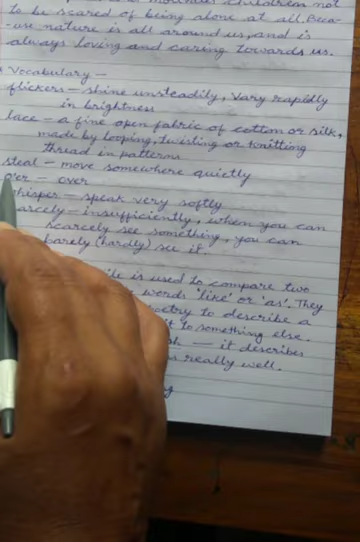 to be scared of being alone at all. Beca-
-use nature is all around us, and is
always loving and caring towards us.
Vocabulary —
flickers — shine unsteadily, vary rapidly
in brightness
lace — a fine open fabric of cotton or silk,
made by looping, twisting or knitting
thread in patterns
steal — move somewhere quietly
o'er — over
whisper — speak very softly
scarcely — insufficiently, when you can
scarcely see something, you can
barely (hardly) see it.
is used to compare two
words 'like' or 'as'. They
poetry to describe a
it to something else.
— it describes
really well.